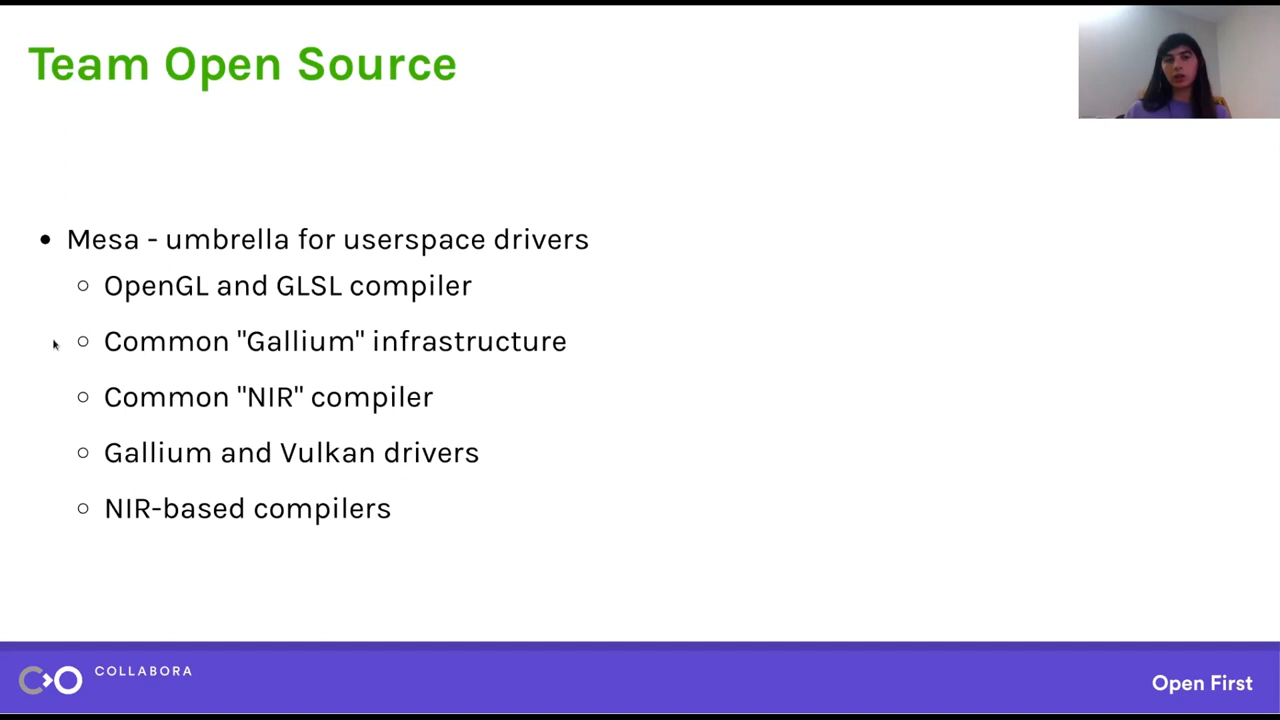 Team Open Source
Mesa - umbrella for userspace drivers
OpenGL and GLSL compiler
Common "Gallium" infrastructure
Common "NIR" compiler
Gallium and Vulkan drivers
NIR-based compilers
COLLABORA
Open First